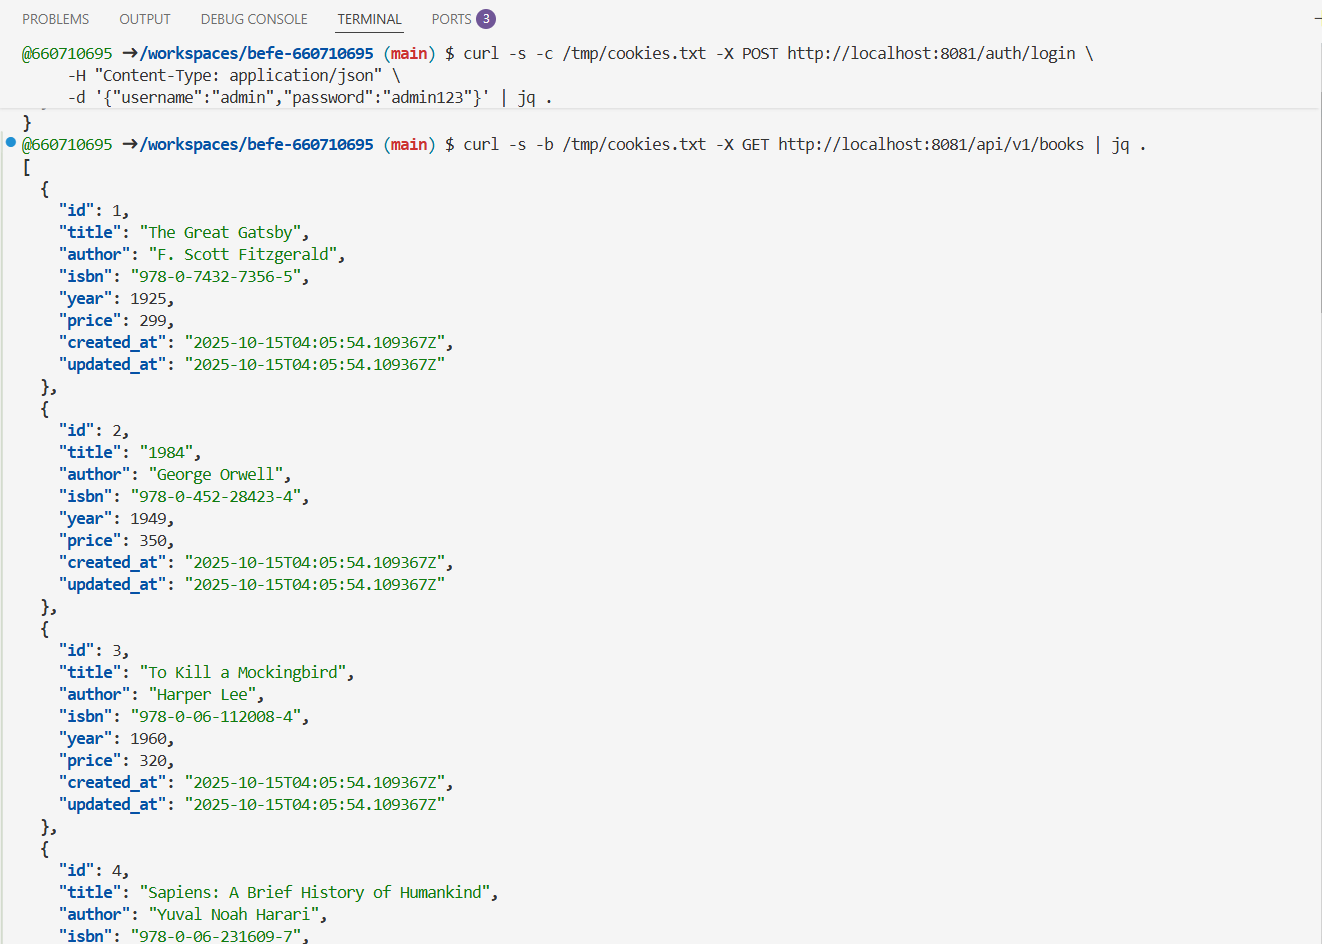 PROBLEMS OUTPUT DEBUG CONSOLE TERMINAL PORTS 3
@660710695 ➜/workspaces/befe-660710695 (main) $ curl -s -c /tmp/cookies.txt -X POST http://localhost:8081/auth/login \
-H "Content-Type: application/json" \
-d '{"username":"admin","password":"admin123"}' | jq .
}
@660710695 ➜/workspaces/befe-660710695 (main) $ curl -s -b /tmp/cookies.txt -X GET http://localhost:8081/api/v1/books | jq .
[
{
"id": 1,
"title": "The Great Gatsby",
"author": "F. Scott Fitzgerald",
"isbn": "978-0-7432-7356-5",
"year": 1925,
"price": 299,
"created_at": "2025-10-15T04:05:54.109367Z",
"updated_at": "2025-10-15T04:05:54.109367Z"
},
{
"id": 2,
"title": "1984",
"author": "George Orwell",
"isbn": "978-0-452-28423-4",
"year": 1949,
"price": 350,
"created_at": "2025-10-15T04:05:54.109367Z",
"updated_at": "2025-10-15T04:05:54.109367Z"
},
{
"id": 3,
"title": "To Kill a Mockingbird",
"author": "Harper Lee",
"isbn": "978-0-06-112008-4",
"year": 1960,
"price": 320,
"created_at": "2025-10-15T04:05:54.109367Z",
"updated_at": "2025-10-15T04:05:54.109367Z"
},
{
"id": 4,
"title": "Sapiens: A Brief History of Humankind",
"author": "Yuval Noah Harari",
"isbn": "978-0-06-231609-7",